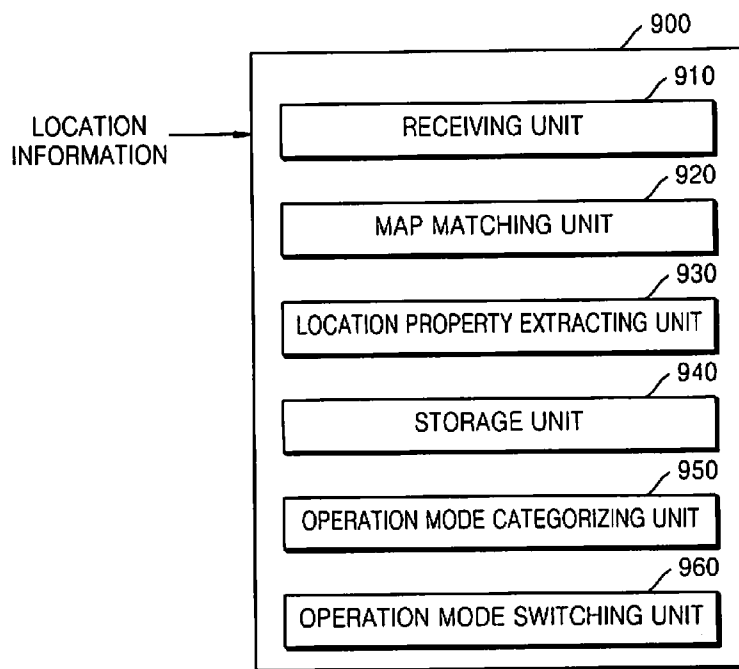 900
LOCATION
INFORMATION
910
RECEIVING UNIT
920
MAP MATCHING UNIT
930
LOCATION PROPERTY EXTRACTING UNIT
940
STORAGE UNIT
950
OPERATION MODE CATEGORIZING UNIT
960
OPERATION MODE SWITCHING UNIT